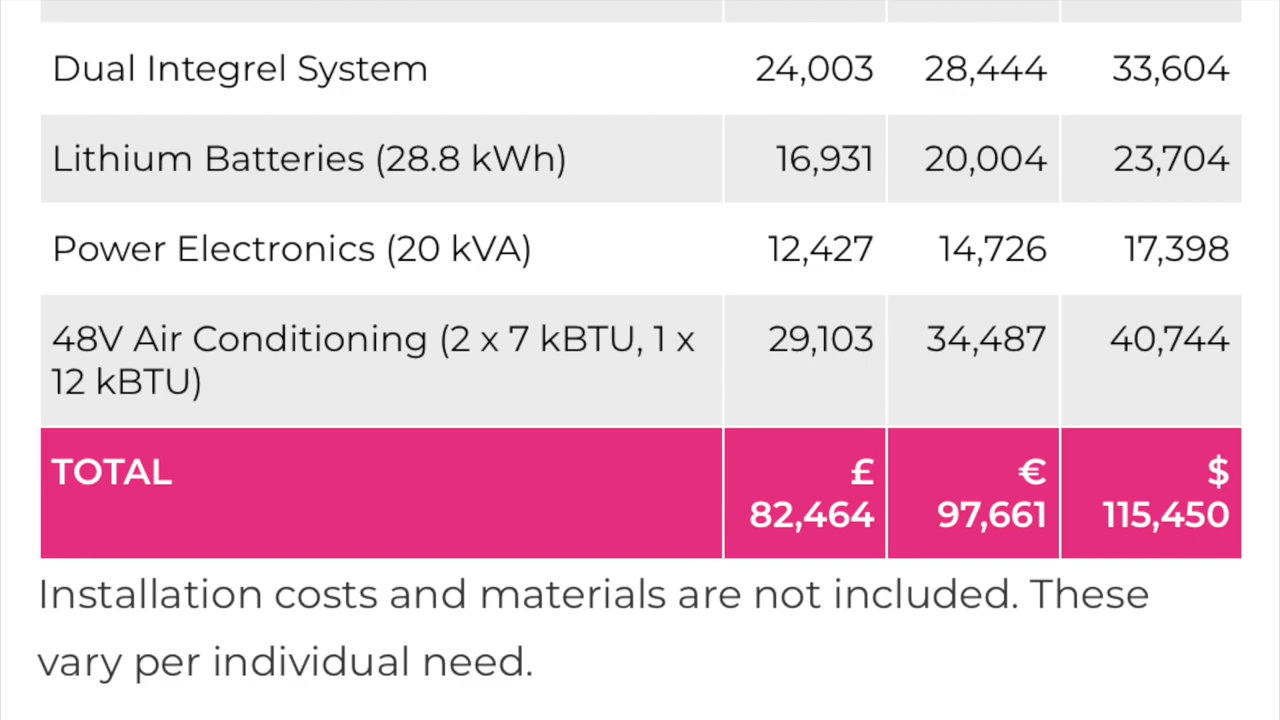 Dual Integrel System 24,003 28,444 33,604
Lithium Batteries (28.8 kWh) 16,931 20,004 23,704
Power Electronics (20 kVA) 12,427 14,726 17,398
48V Air Conditioning (2 x 7 kBTU, 1 x 29,103 34,487 40,744
12 kBTU)
TOTAL £ € $
82,464 97,661 115,450
Installation costs and materials are not included. These
vary per individual need.